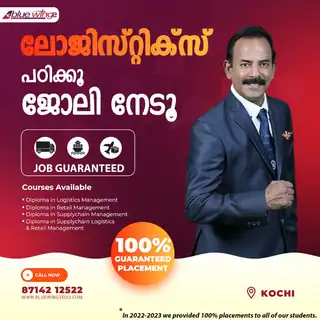 blue wings
ലോജിസ്റ്റിക്സ്
പഠിക്കൂ
ജോലി നേടൂ
JOB GUARANTEED
Courses Available
• Diploma in Logistics Management
• Diploma in Retail Management
• Diploma in Supplychain Management
• Diploma in Supplychain Logistics
& Retail Management
100%
GUARANTEED
PLACEMENT
CALL NOW
87142 12522
WWW.BLUEWINGSEDU.COM
KOCHI
* In 2022-2023 we provided 100% placements to all of our students.